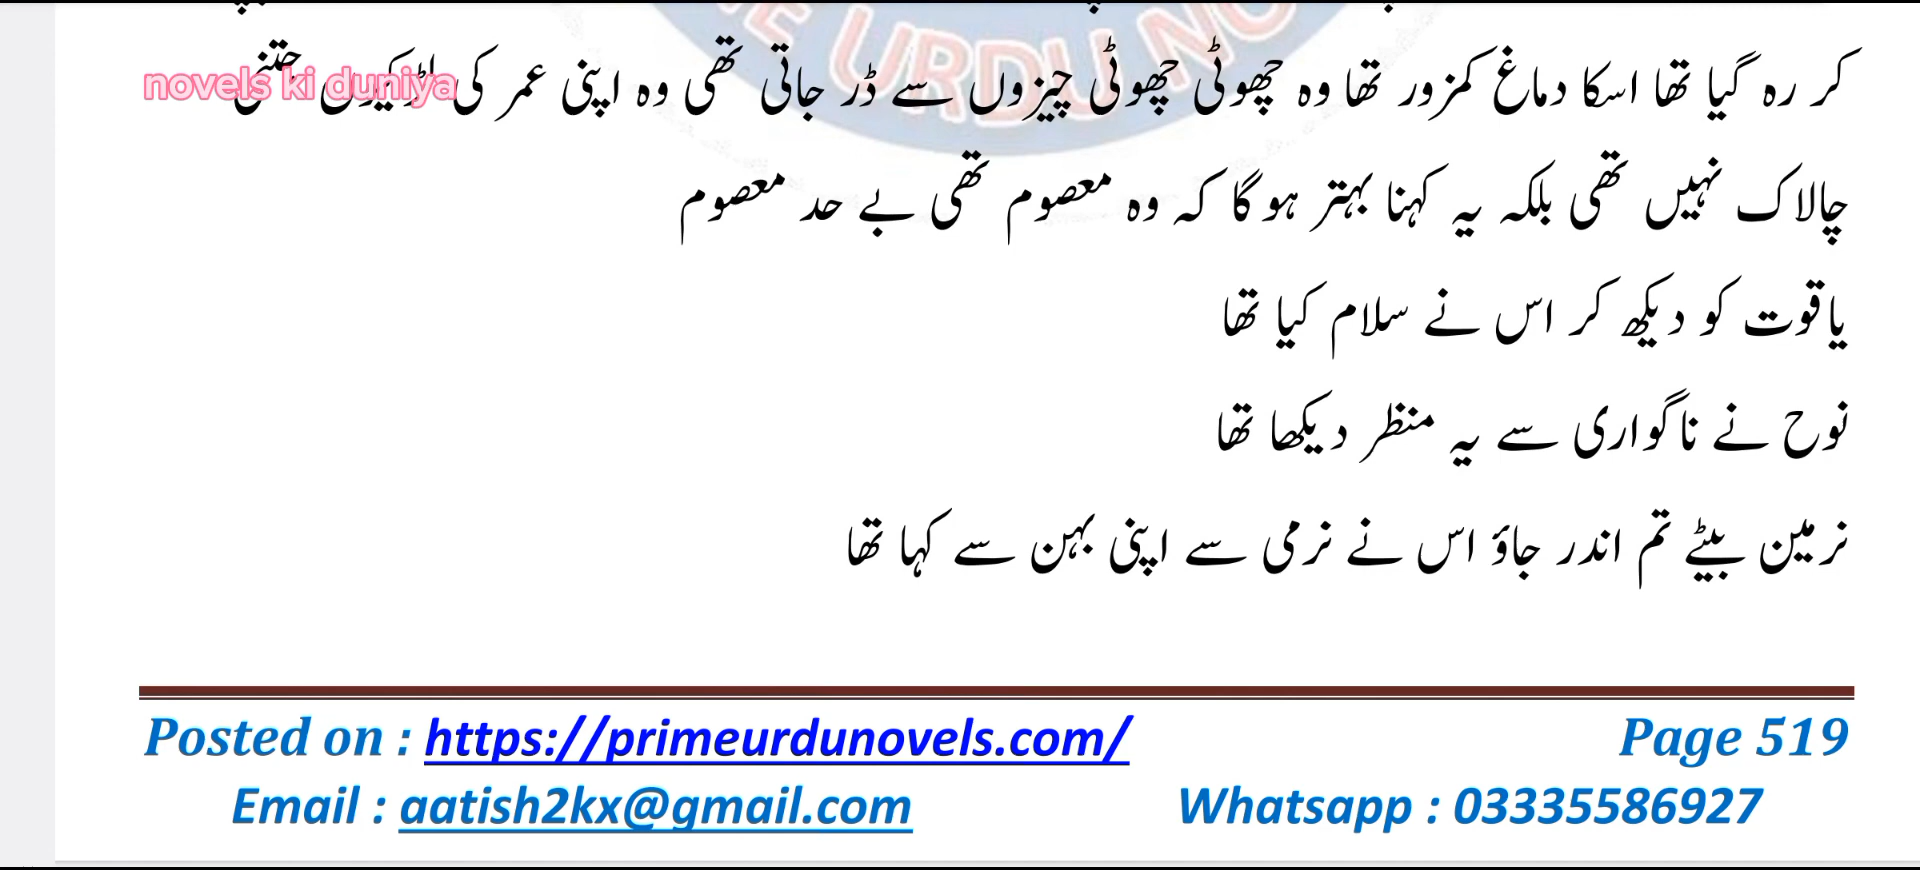 URDU NO
کر رہ گیا تھا اسکا دماغ کمزور تھا وہ چھوٹی چھوٹی چیزوں سے ڈر جاتی تھی وہ اپنی عمر کی لڑکیوں جتنی
novels ki duniya
چالاک نہیں تھی بلکہ یہ کہنا بہتر ہو گا کہ وہ معصوم تھی بے حد معصوم
یاقوت کو دیکھ کر اس نے سلام کیا تھا
نوح نے ناگواری سے یہ منظر دیکھا تھا
نرمین بیٹے تم اندر جاؤ اس نے نرمی سے اپنی بہن سے کہا تھا
Posted on : https://primeurdunovels.com/ Page 519
Email : aatish2kx@gmail.com Whatsapp : 03335586927